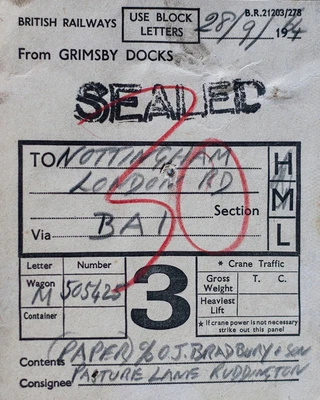 BRITISH RAILWAYS
USE BLOCK LETTERS
B.R.21203/278
28/9/ 19
From GRIMSBY DOCKS
SEALED
TO NOTTINGHAM
LONDON RD
Section
Via BAI
H
M
L
50
Letter Number
Wagon M 505425
Container
3
* Crane Traffic
Gross Weight T. C.
Heaviest Lift
* If crane power is not necessary strike out this panel
Contents (PAPER) % O.J. BRADBURY & SON
Consignee PASTURE LANE RUDDINGTON